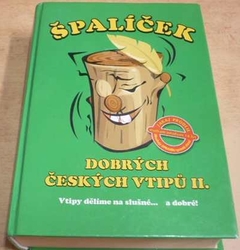 ŠPALÍČEK
DOBRÝCH
ČESKÝCH VTIPŮ II.
Vtipy dělíme na slušné... a dobré!